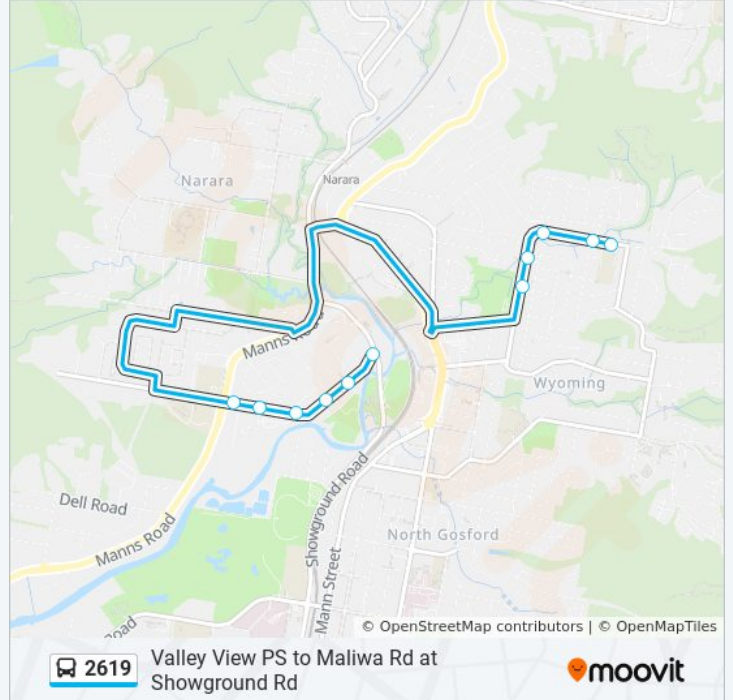 Narara
Narara
Manns Road
Wyoming
Dell Road
Manns Road
Showground Road
North Gosford
Mann Street
oad
© OpenStreetMap contributors | © OpenMapTiles
2619
Valley View PS to Maliwa Rd at
Showground Rd
moovit